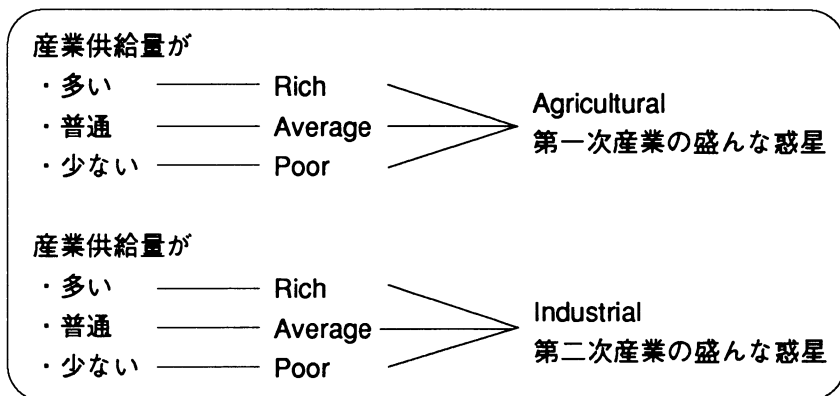 産業供給量が
・多い Rich
・普通 Average
・少ない Poor
Agricultural
第一次産業の盛んな惑星
産業供給量が
・多い Rich
・普通 Average
・少ない Poor
Industrial
第二次産業の盛んな惑星